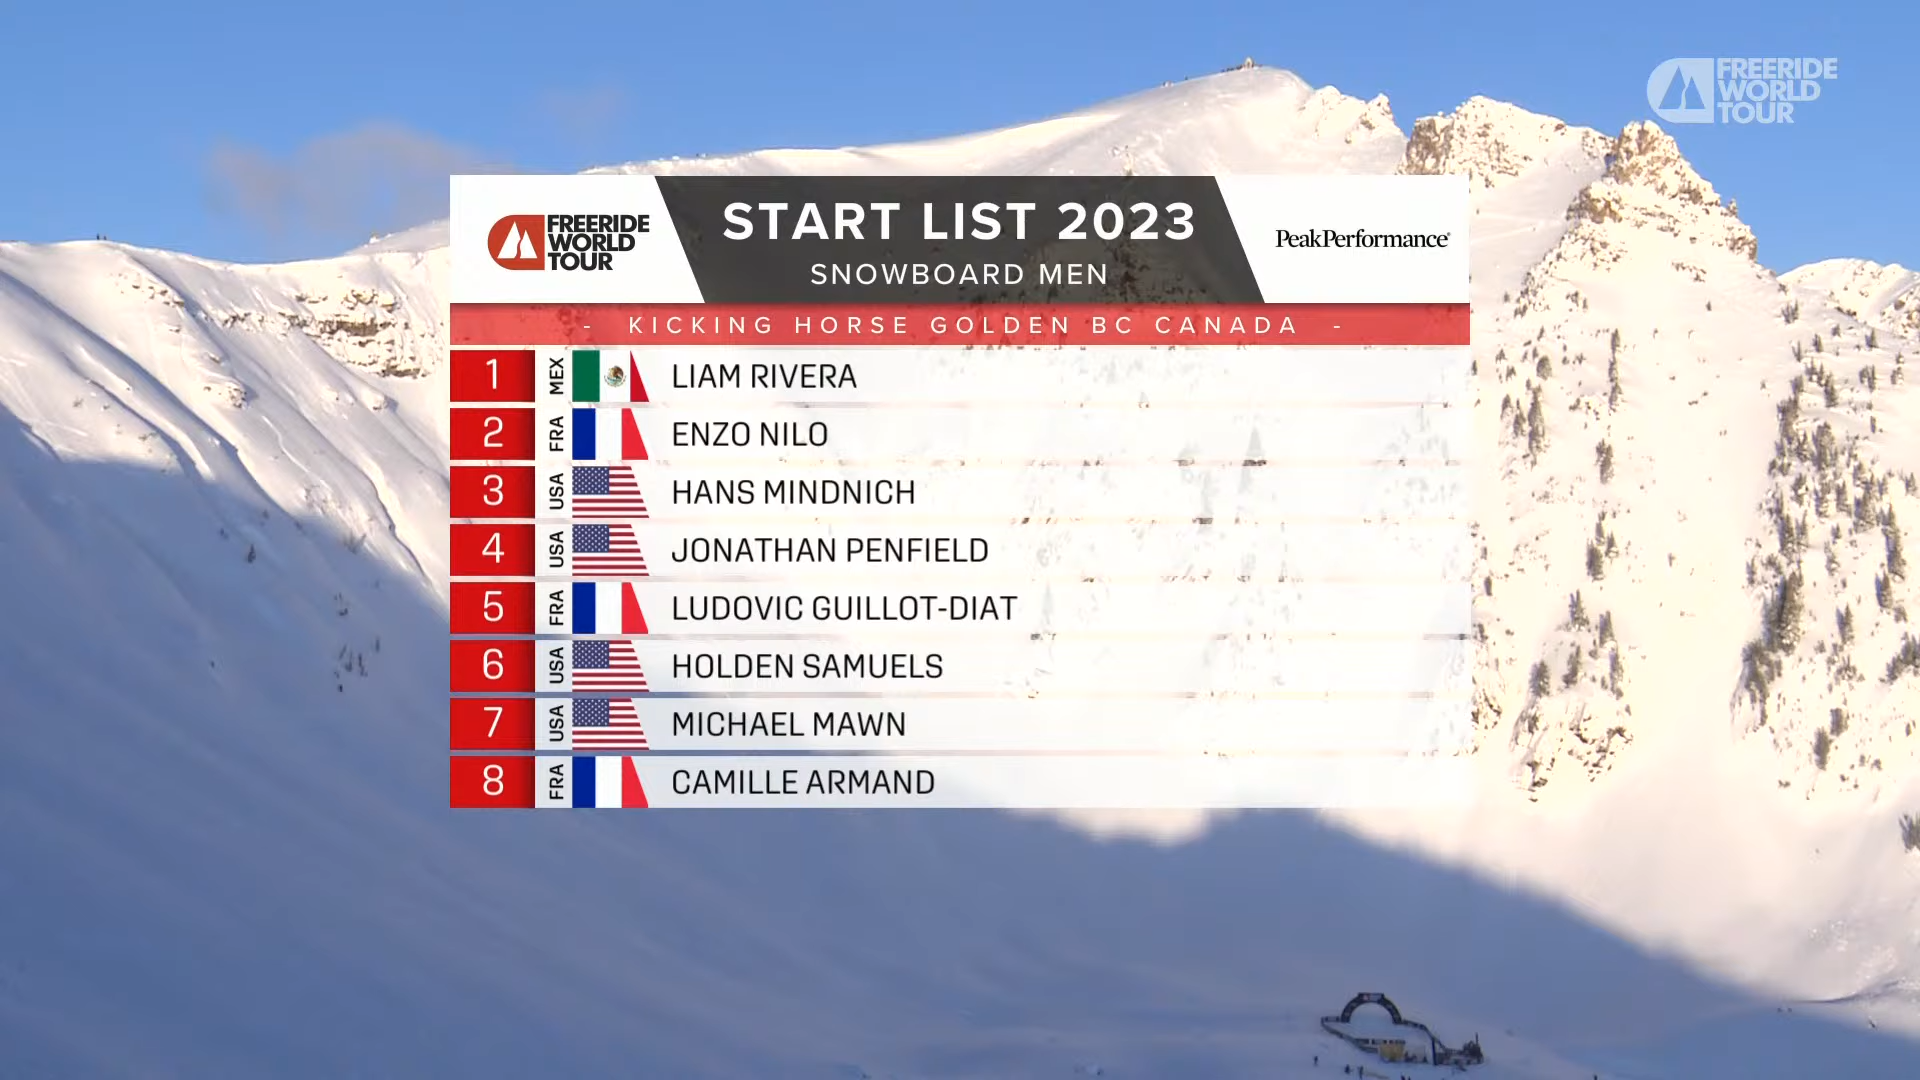 FREERIDE
WORLD
TOUR
FREERIDE
WORLD
TOUR
START LIST 2023
SNOWBOARD MEN
PeakPerformance
- KICKING HORSE GOLDEN BC CANADA -
1 MEX LIAM RIVERA
2 FRA ENZO NILO
3 USA HANS MINDNICH
4 USA JONATHAN PENFIELD
5 FRA LUDOVIC GUILLOT-DIAT
6 USA HOLDEN SAMUELS
7 USA MICHAEL MAWN
8 FRA CAMILLE ARMAND